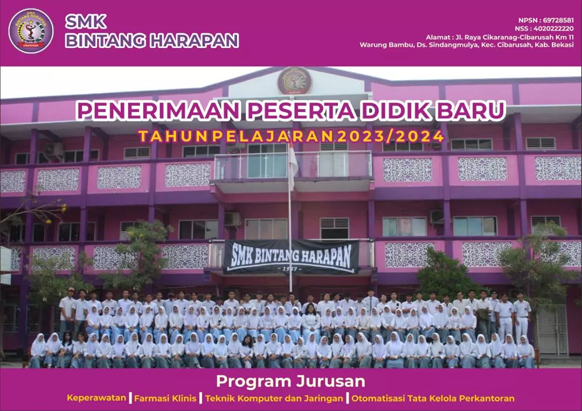 SMK
BINTANG HARAPAN
NPSN : 69728581
NSS : 4020222220
Alamat : Jl. Raya Cikaranag-Cibarusah Km 11
Warung Bambu, Ds. Sindangmulya, Kec. Cibarusah, Kab. Bekasi
PENERIMAAN PESERTA DIDIK BARU
TAHUN PELAJARAN 2023/2024
SMK BINTANG HARAPAN
Program Jurusan
Keperawatan | Farmasi Klinis | Teknik Komputer dan Jaringan | Otomatisasi Tata Kelola Perkantoran